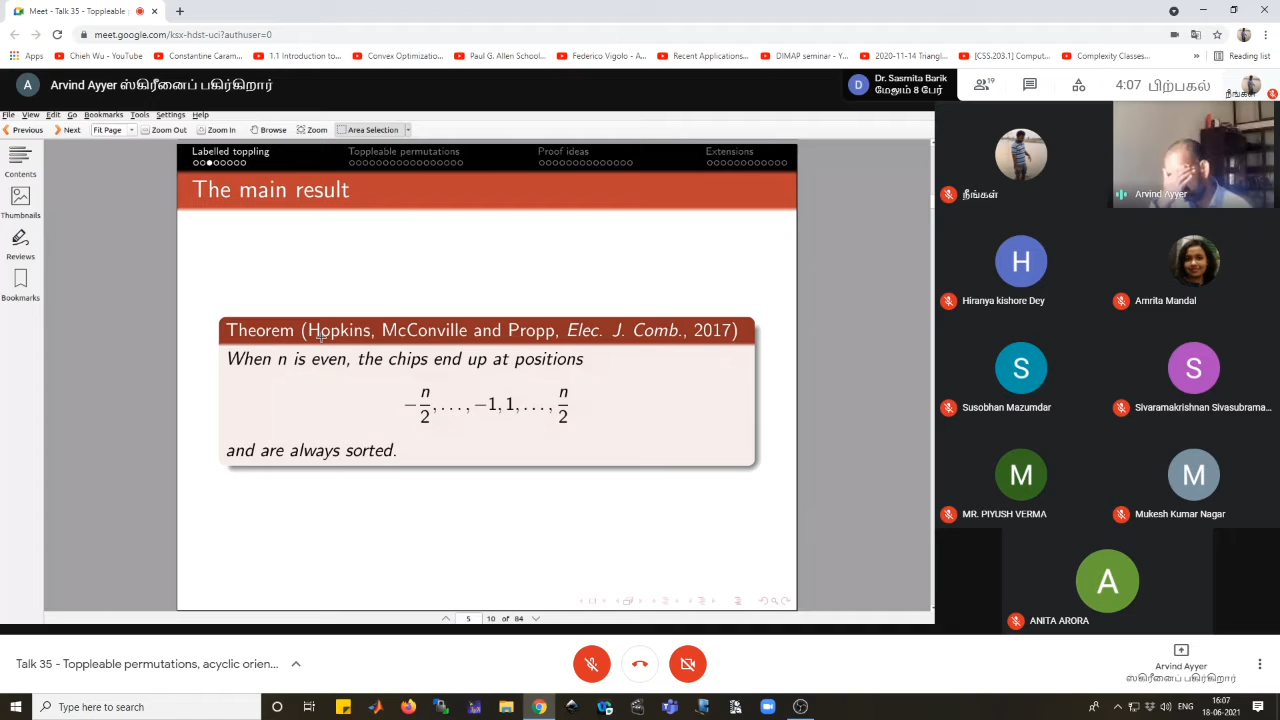 Meet - Talk 35 - Toppleable
meet.google.com/ksx-hdst-uci?authuser=0
Apps Chieh Wu - YouTube Constantine Caram... 1.1 Introduction to... Convex Optimizatio... Paul G. Allen School... Federico Vigolo - A... Recent Applications... DIMAP seminar - Y... 2020-11-14 Triangl... [CSS.203.1] Comput... Complexity Classes... » Reading list
A Arvind Ayyer ஸ்கிரீனைப் பகிர்கிறார்
D Dr. Sasmita Barik
மேலும் 8 பேர்
19
4:07 பிற்பகல்
நீங்கள்
File View Edit Go Bookmarks Tools Settings Help
Previous Next Fit Page Zoom Out Zoom In Browse Zoom Area Selection
Contents
Thumbnails
Reviews
Bookmarks
Labelled toppling Toppleable permutations Proof ideas Extensions
The main result
Theorem (Hopkins, McConville and Propp, Elec. J. Comb., 2017)
When n is even, the chips end up at positions
−n/2, . . . , −1, 1, . . . , n/2
and are always sorted.
5 10 of 84
நீங்கள்
Arvind Ayyer
H
Hiranya kishore Dey
Amrita Mandal
S
Susobhan Mazumdar
S
Sivaramakrishnan Sivasubrama...
M
MR. PIYUSH VERMA
M
Mukesh Kumar Nagar
A
ANITA ARORA
Talk 35 - Toppleable permutations, acyclic orien...
Arvind Ayyer
ஸ்கிரீனைப் பகிர்கிறார்
Type here to search
ENG
16:07
18-06-2021